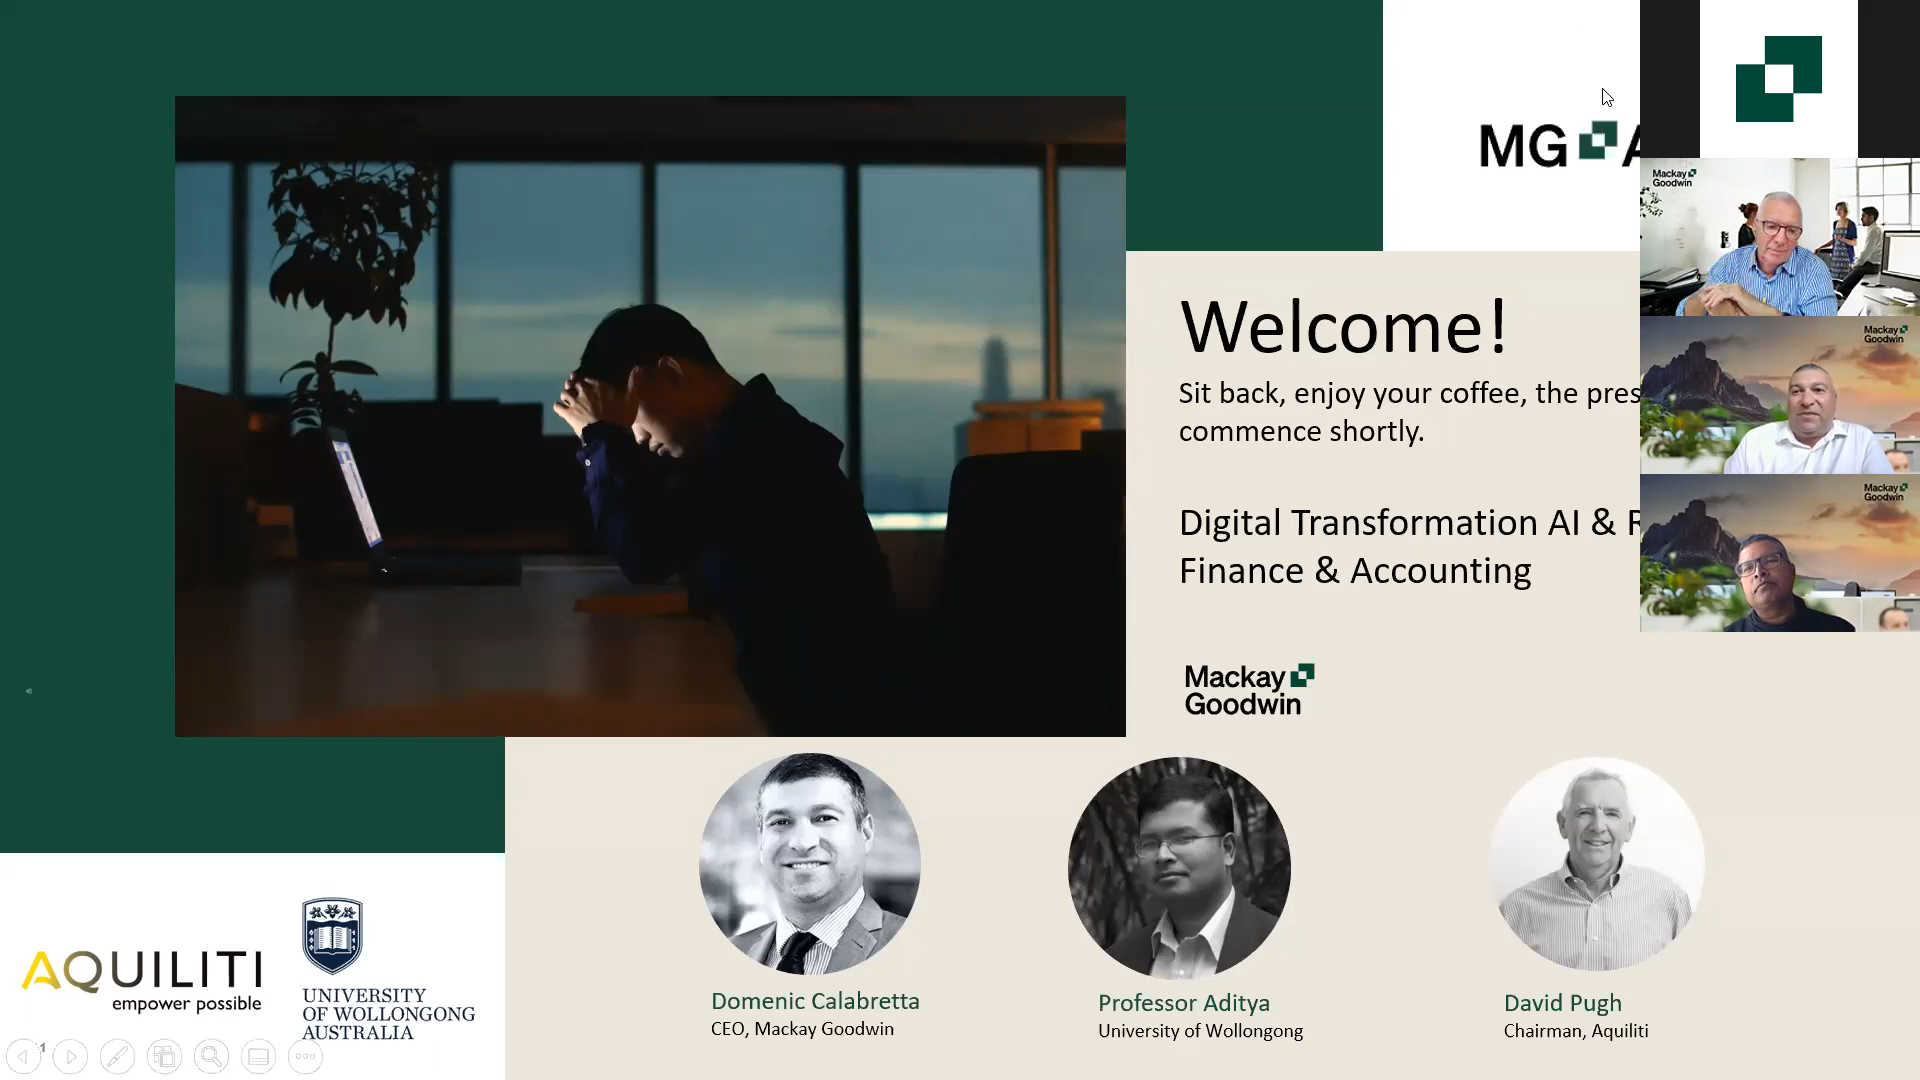 MG
Mackay
Goodwin
Welcome!
Sit back, enjoy your coffee, the pres
commence shortly.
Mackay
Goodwin
Digital Transformation AI &
Finance & Accounting
Mackay
Goodwin
Mackay
Goodwin
Domenic Calabretta
CEO, Mackay Goodwin
Professor Aditya
University of Wollongong
David Pugh
Chairman, Aquiliti
AQUILITI
empower possible
UNIVERSITY
OF WOLLONGONG
AUSTRALIA